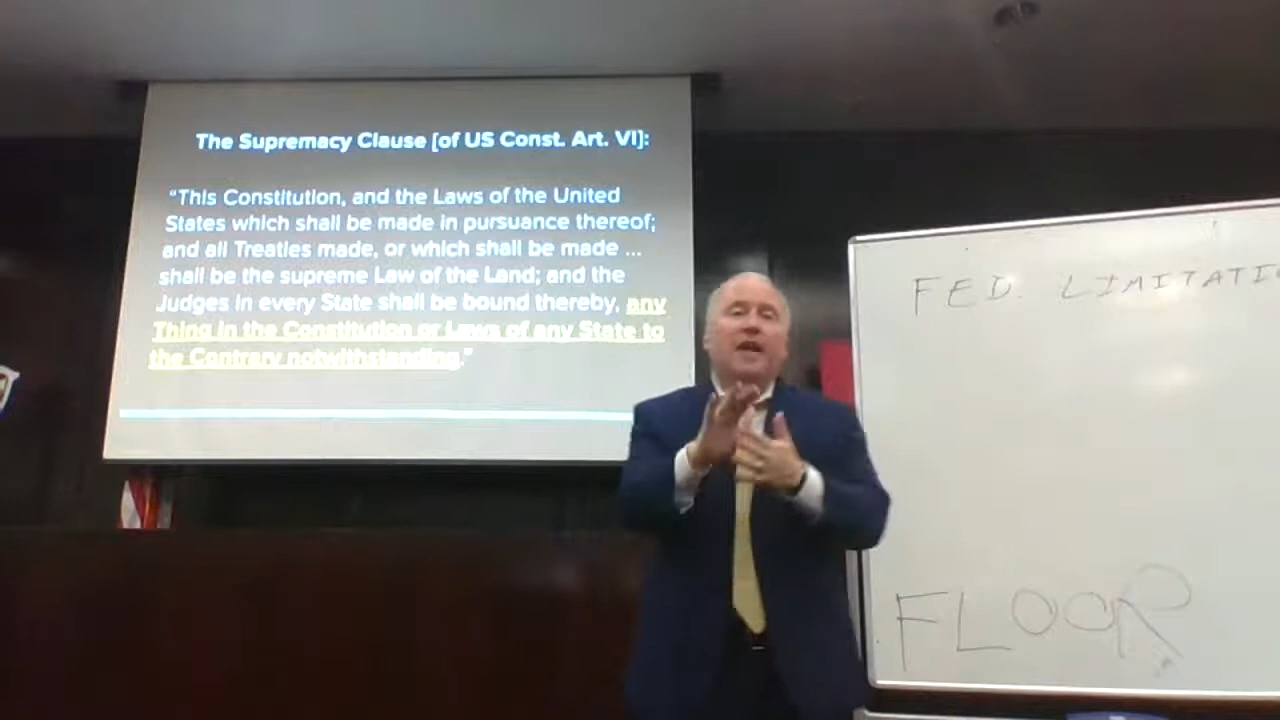 The Supremacy Clause [of US Const. Art. VI]:
"This Constitution, and the Laws of the United
States which shall be made in pursuance thereof;
and all Treaties made, or which shall be made ...
shall be the supreme Law of the Land; and the
Judges in every State shall be bound thereby, any
Thing in the Constitution or Laws of any State to
the Contrary notwithstanding."
FED. LIMITATI
FLOOR